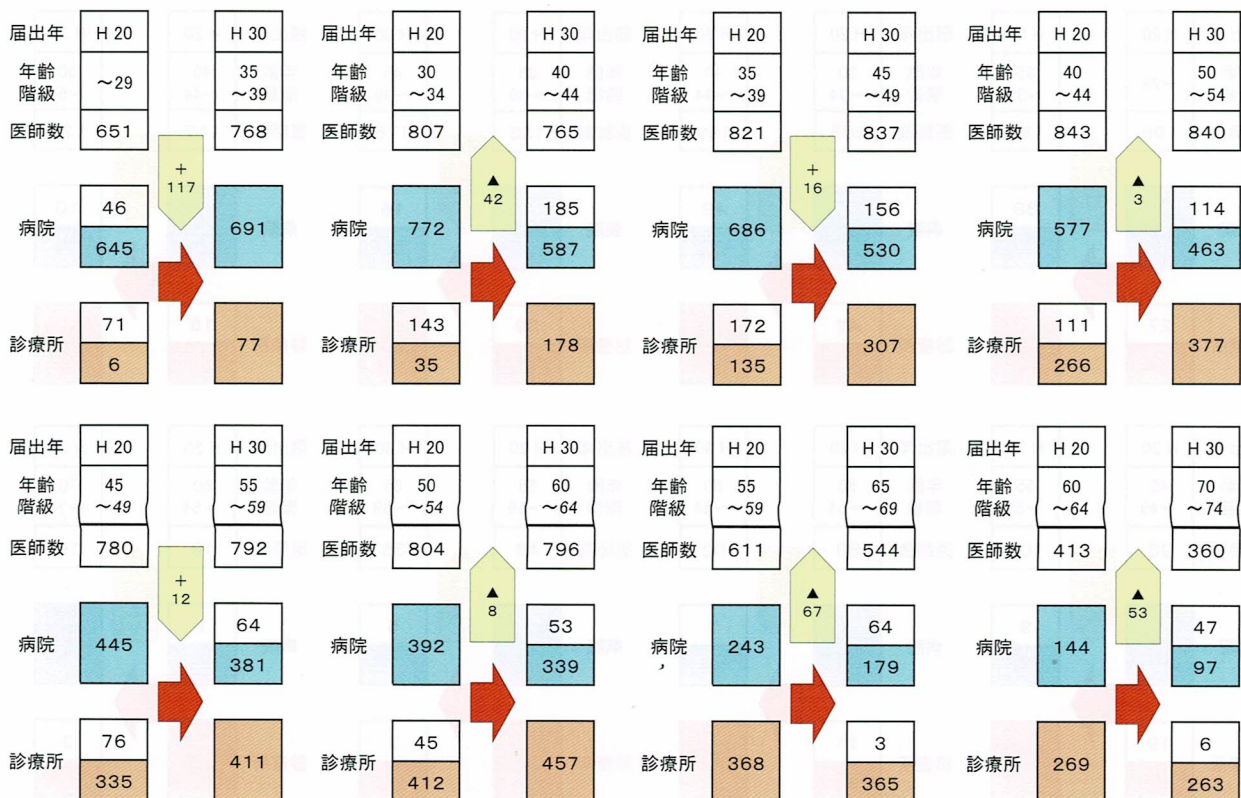 届出年 H 20 H 30
年齢階級 ～29 35～39
医師数 651 768
＋117
病院 46 645 691
診療所 71 6 77
届出年 H 20 H 30
年齢階級 30～34 40～44
医師数 807 765
▲42
病院 772 185 587
診療所 143 35 178
届出年 H 20 H 30
年齢階級 35～39 45～49
医師数 821 837
＋16
病院 686 156 530
診療所 172 135 307
届出年 H 20 H 30
年齢階級 40～44 50～54
医師数 843 840
▲3
病院 577 114 463
診療所 111 266 377
届出年 H 20 H 30
年齢階級 45～49 55～59
医師数 780 792
＋12
病院 445 64 381
診療所 76 335 411
届出年 H 20 H 30
年齢階級 50～54 60～64
医師数 804 796
▲8
病院 392 53 339
診療所 45 412 457
届出年 H 20 H 30
年齢階級 55～59 65～69
医師数 611 544
▲67
病院 243 64 179
診療所 368 3 365
届出年 H 20 H 30
年齢階級 60～64 70～74
医師数 413 360
▲53
病院 144 47 97
診療所 269 6 263